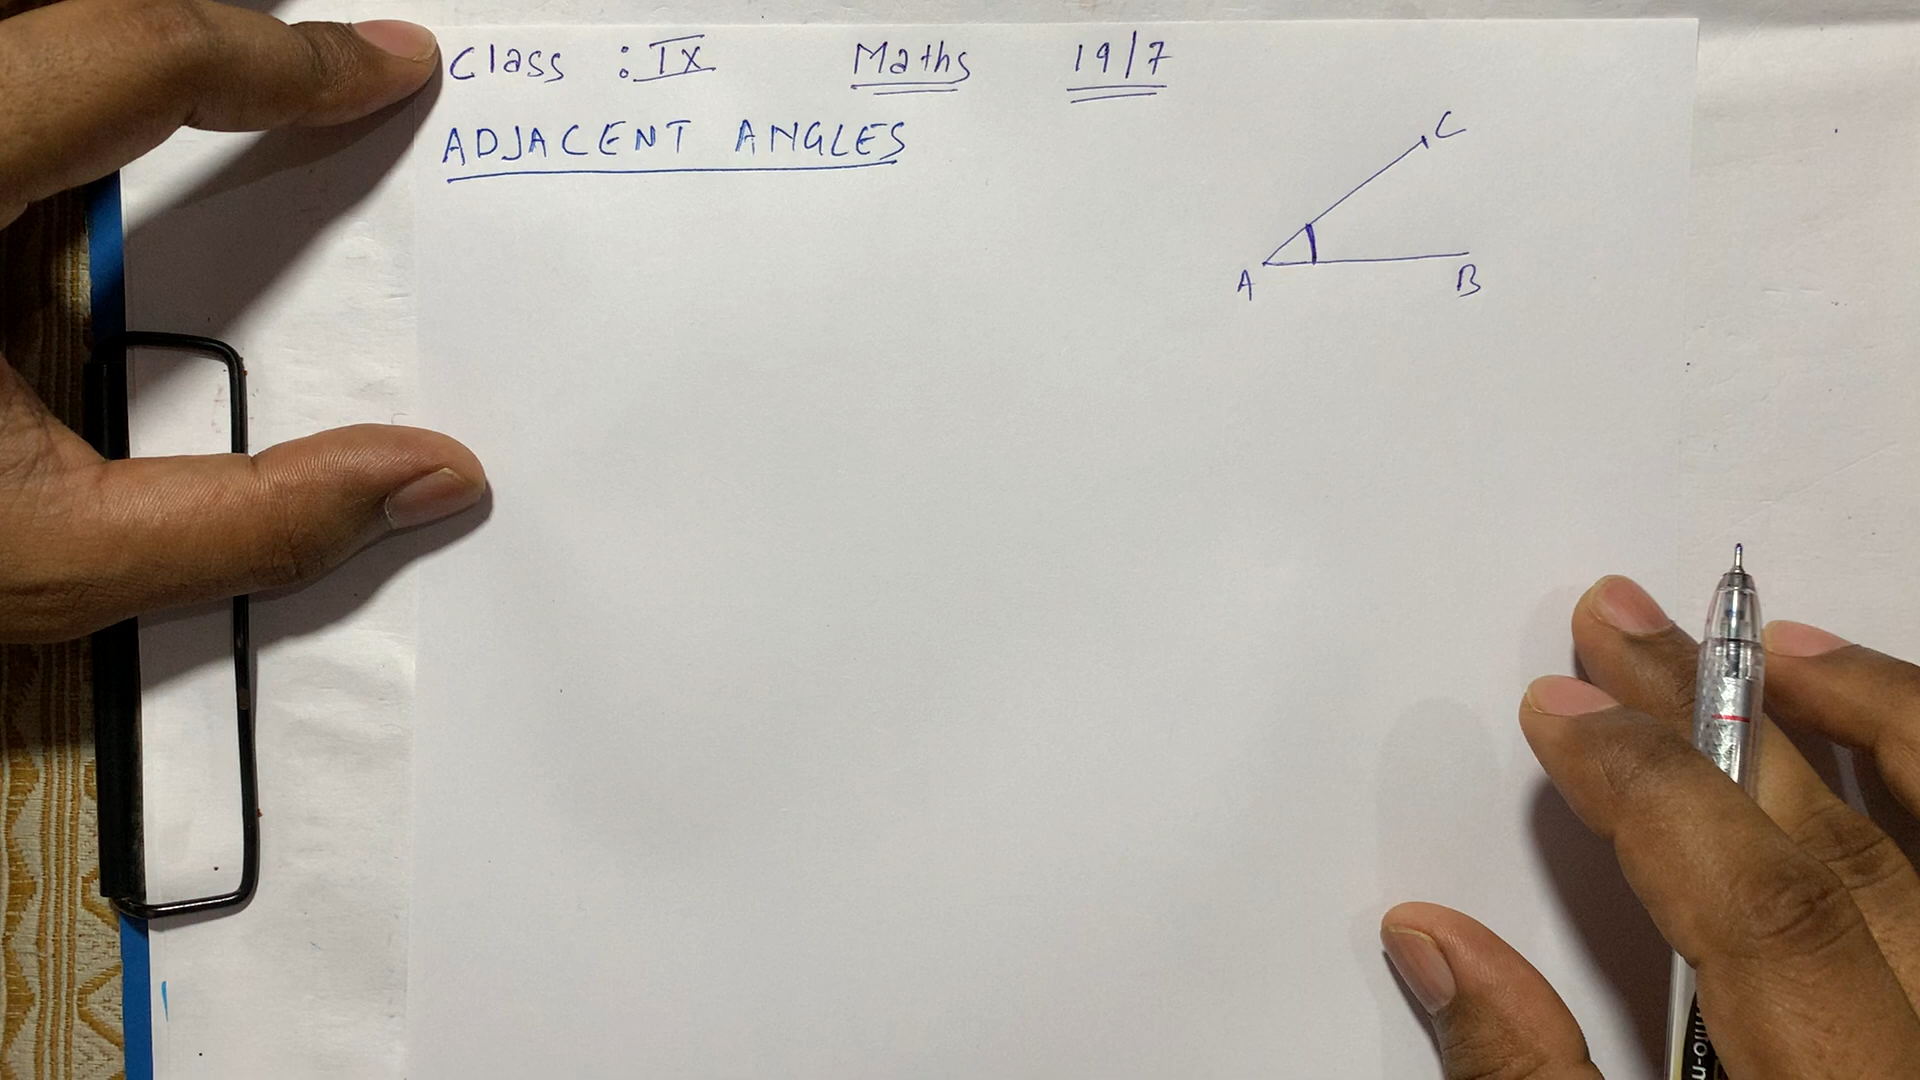 Class : IX Maths 19/7
ADJACENT ANGLES
C
A B